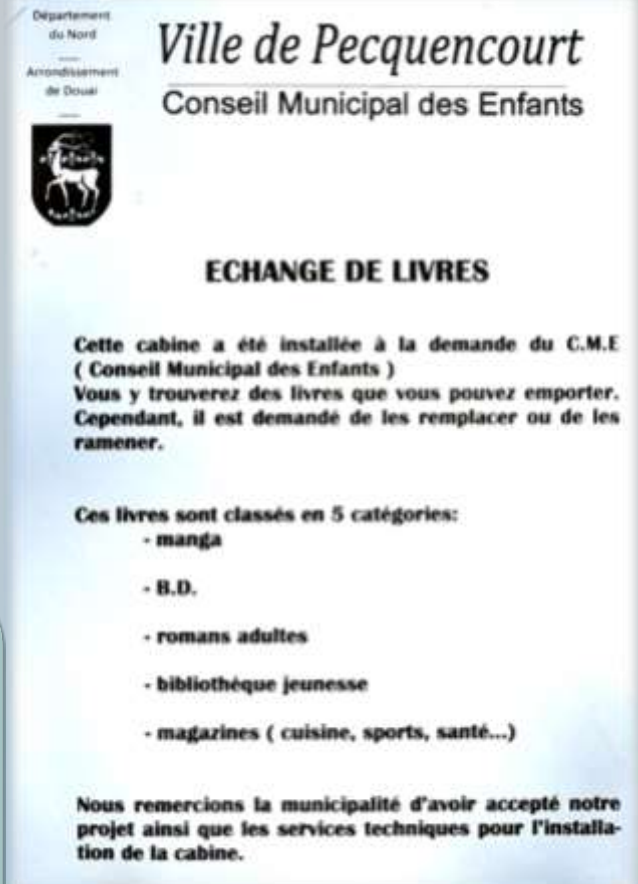 Département
du Nord
Arrondissement
de Douai
Ville de Pecquencourt
Conseil Municipal des Enfants
ECHANGE DE LIVRES
Cette cabine a été installée à la demande du C.M.E
( Conseil Municipal des Enfants )
Vous y trouverez des livres que vous pouvez emporter.
Cependant, il est demandé de les remplacer ou de les
ramener.
Ces livres sont classés en 5 catégories:
- manga
- B.D.
- romans adultes
- bibliothèque jeunesse
- magazines ( cuisine, sports, santé...)
Nous remercions la municipalité d'avoir accepté notre
projet ainsi que les services techniques pour l'installa-
tion de la cabine.